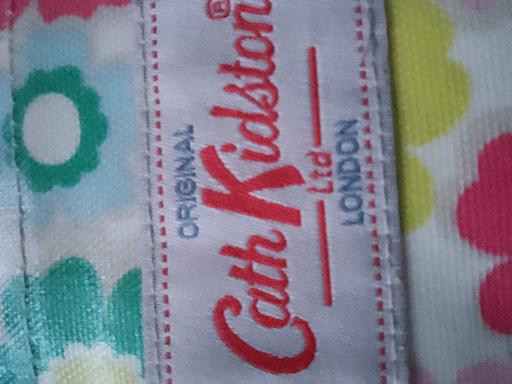 ORIGINAL
Cath Kidston®
Ltd
LONDON